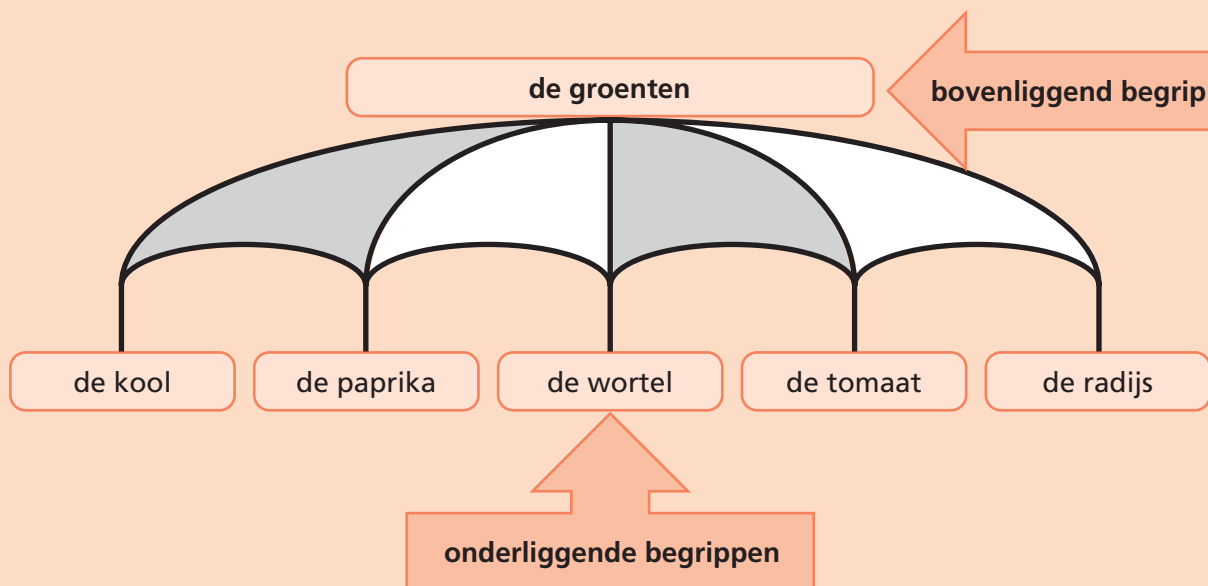 de groenten
bovenliggend begrip
de kool
de paprika
de wortel
de tomaat
de radijs
onderliggende begrippen